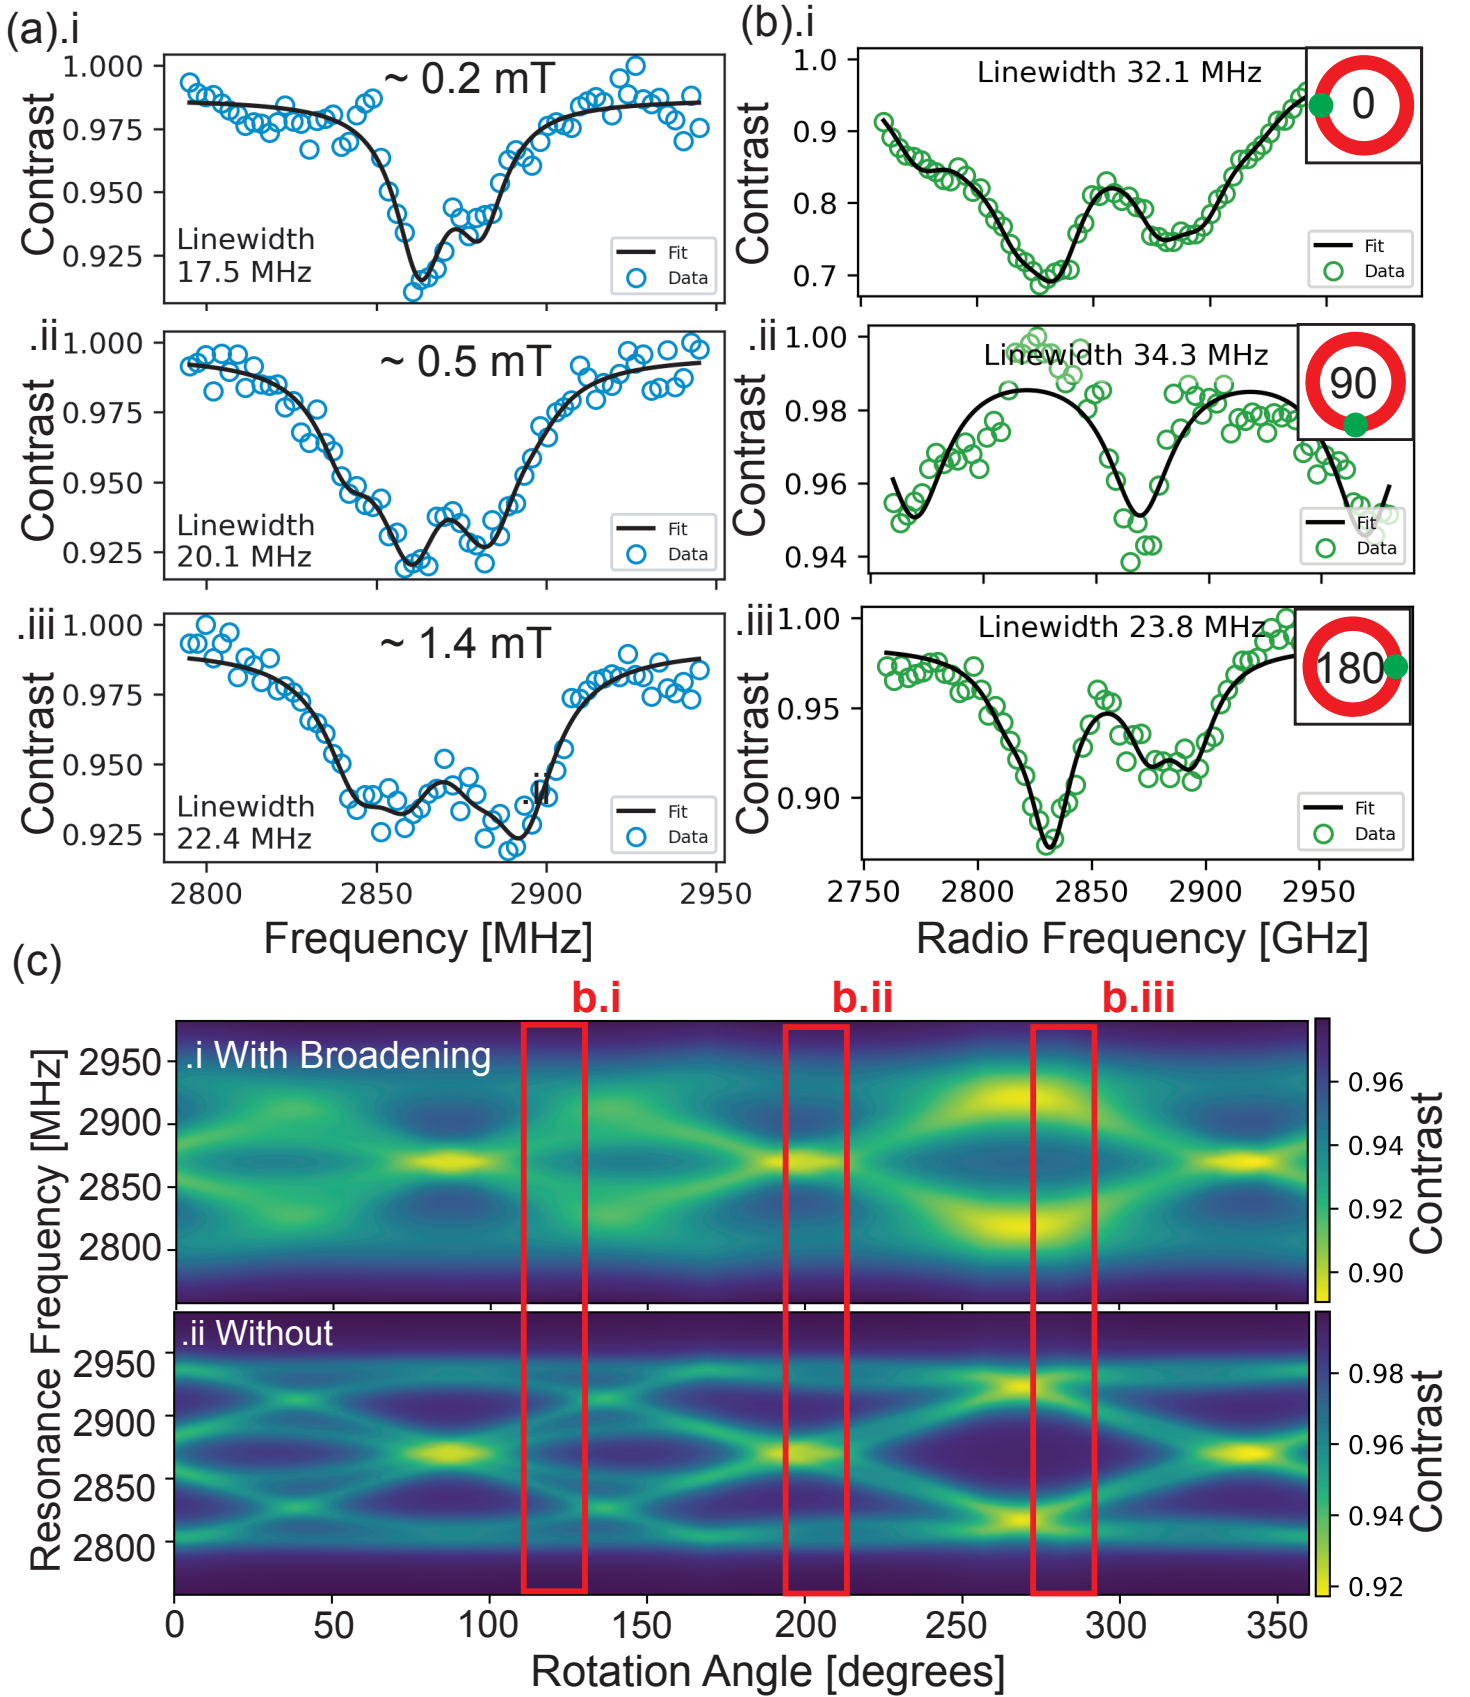 (a).i
~ 0.2 mT
1.000
0.975
0.950
0.925
Contrast
Linewidth
17.5 MHz
Fit
Data
.ii
~ 0.5 mT
1.000
0.975
0.950
0.925
Contrast
Linewidth
20.1 MHz
Fit
Data
.iii
~ 1.4 mT
1.000
0.975
0.950
0.925
Contrast
Linewidth
22.4 MHz
.ii
Fit
Data
2800 2850 2900 2950
Frequency [MHz]
(b).i
Linewidth 32.1 MHz
0
1.0
0.9
0.8
0.7
Contrast
Fit
Data
.ii
Linewidth 34.3 MHz
90
1.00
0.98
0.96
0.94
Contrast
Fit
Data
.iii
Linewidth 23.8 MHz
180
1.00
0.95
0.90
Contrast
Fit
Data
2750 2800 2850 2900 2950
Radio Frequency [GHz]
(c)
b.i b.ii b.iii
.i With Broadening
2950
2900
2850
2800
0.96
0.94
0.92
0.90
Contrast
Resonance Frequency [MHz]
.ii Without
2950
2900
2850
2800
0.98
0.96
0.94
0.92
Contrast
0 50 100 150 200 250 300 350
Rotation Angle [degrees]